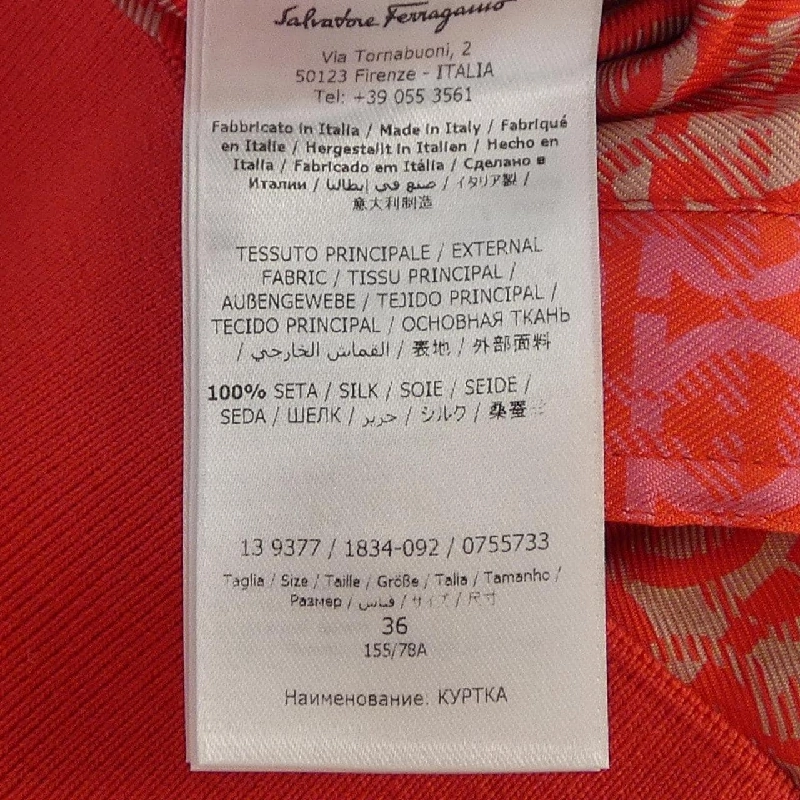 Salvatore Ferragamo
Via Tornabuoni, 2
50123 Firenze - ITALIA
Tel: +39 055 3561
Fabbricato in Italia / Made in Italy / Fabriqué
en Italie / Hergestellt in Italien / Hecho en
Italia / Fabricado em Itália / Сделано в
Италии / صنع في إيطاليا / イタリア製 /
意大利制造
TESSUTO PRINCIPALE / EXTERNAL
FABRIC / TISSU PRINCIPAL /
AUßENGEWEBE / TEJIDO PRINCIPAL /
TECIDO PRINCIPAL / ОСНОВНАЯ ТКАНЬ
/ القماش الخارجي / 表地 / 外部面料
100% SETA / SILK / SOIE / SEIDE /
SEDA / ШЕЛК / حرير / シルク / 桑蚕
13 9377 / 1834-092 / 0755733
Taglia / Size / Taille / Größe / Talla / Tamanho /
Размер / قياس / サイズ / 尺寸
36
155/78A
Наименование: КУРТКА